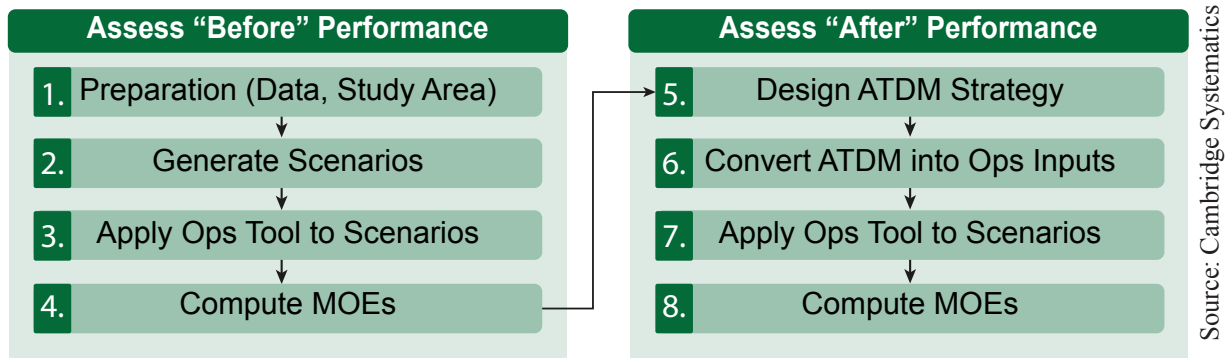 Assess “Before” Performance
1. Preparation (Data, Study Area)
2. Generate Scenarios
3. Apply Ops Tool to Scenarios
4. Compute MOEs
Assess “After” Performance
5. Design ATDM Strategy
6. Convert ATDM into Ops Inputs
7. Apply Ops Tool to Scenarios
8. Compute MOEs
Source: Cambridge Systematics